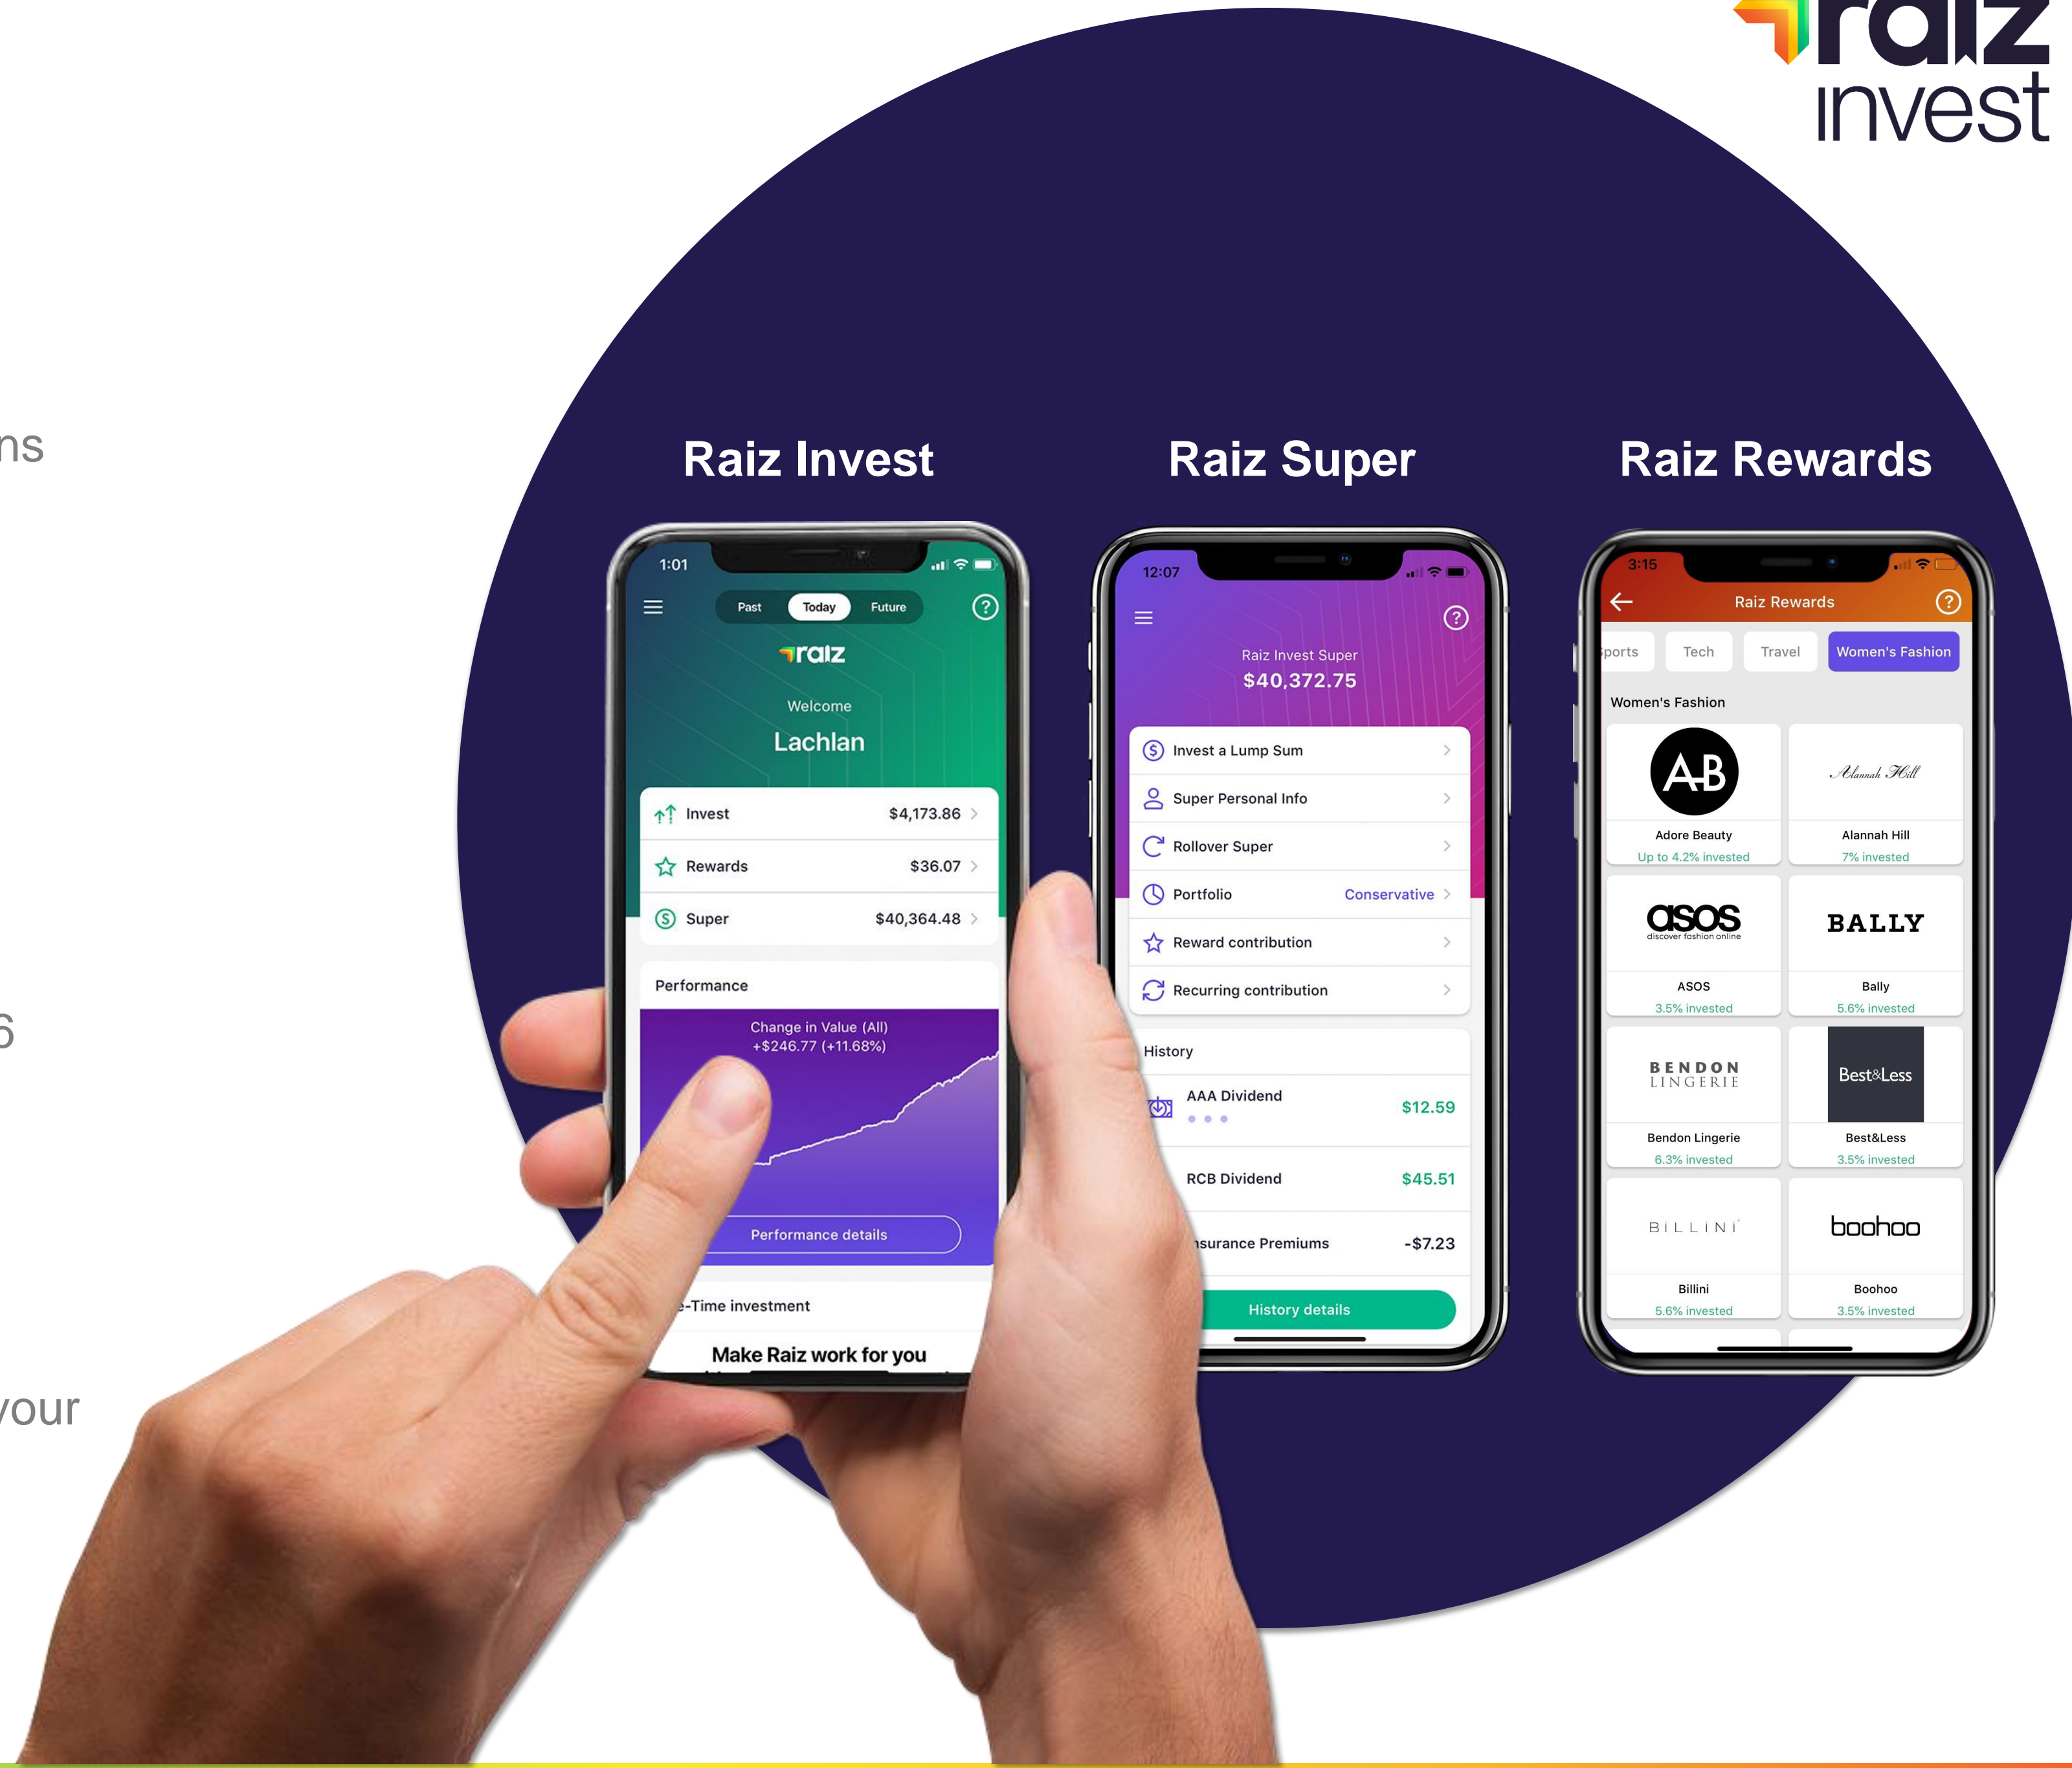 raiz
invest
ns
6
your
Raiz Invest
1:01
Past Today Future
raiz
Welcome
Lachlan
Invest $4,173.86
Rewards $36.07
Super $40,364.48
Performance
Change in Value (All)
+$246.77 (+11.68%)
Performance details
e-Time investment
Make Raiz work for you
Raiz Super
12:07
Raiz Invest Super
$40,372.75
Invest a Lump Sum
Super Personal Info
Rollover Super
Portfolio Conservative
Reward contribution
Recurring contribution
History
AAA Dividend $12.59
RCB Dividend $45.51
nsurance Premiums -$7.23
History details
Raiz Rewards
3:15
Raiz Rewards
Sports Tech Travel Women's Fashion
Women's Fashion
AB
Adore Beauty
Up to 4.2% invested
Alannah Hill
Alannah Hill
7% invested
asos
discover fashion online
ASOS
3.5% invested
BALLY
Bally
5.6% invested
BENDON
LINGERIE
Bendon Lingerie
6.3% invested
Best&Less
Best&Less
3.5% invested
BILLINI
Billini
5.6% invested
boohoo
Boohoo
3.5% invested